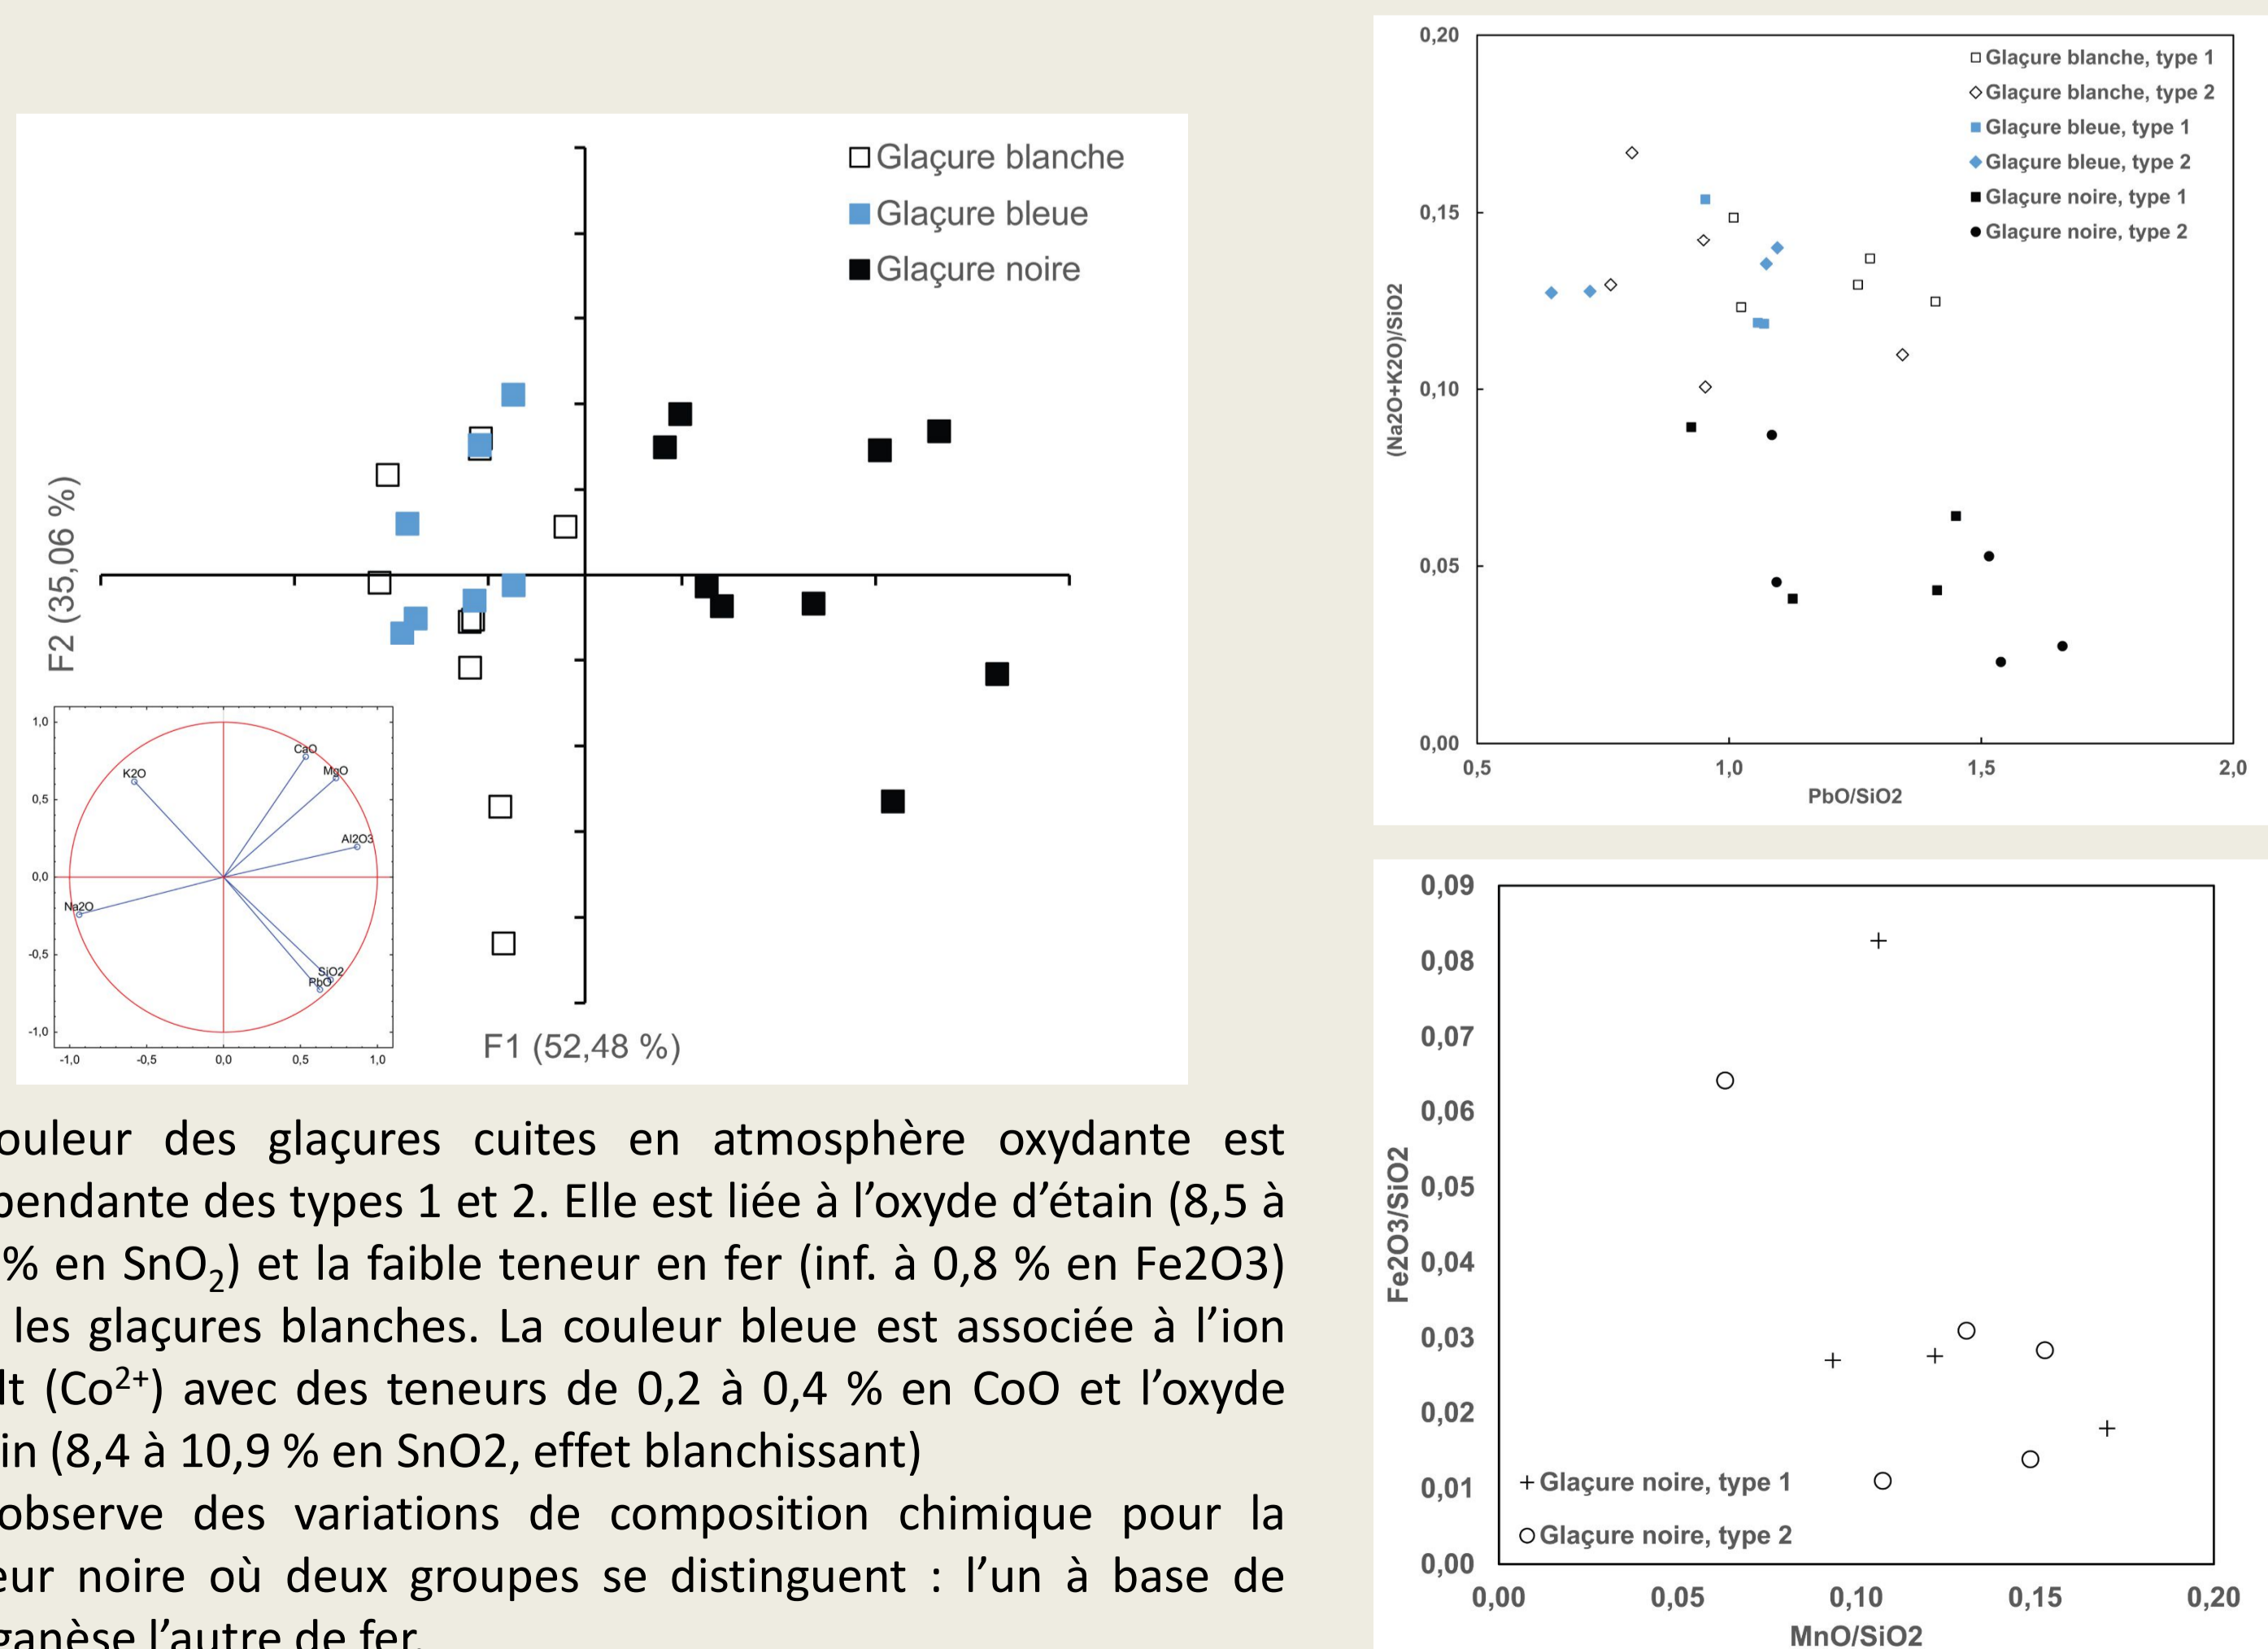 Glaçure blanche
Glaçure bleue
Glaçure noire
F2 (35,06 %)
F1 (52,48 %)
1,0
0,5
0,0
-0,5
-1,0
-1,0
-0,5
0,0
0,5
1,0
K2O
CaO
MgO
Al2O3
Na2O
SiO2
PbO
ouleur des glaçures cuites en atmosphère oxydante est
pendante des types 1 et 2. Elle est liée à l’oxyde d’étain (8,5 à
% en SnO₂) et la faible teneur en fer (inf. à 0,8 % en Fe2O3)
les glaçures blanches. La couleur bleue est associée à l’ion
lt (Co²⁺) avec des teneurs de 0,2 à 0,4 % en CoO et l’oxyde
in (8,4 à 10,9 % en SnO2, effet blanchissant)
observe des variations de composition chimique pour la
eur noire où deux groupes se distinguent : l’un à base de
ganèse l’autre de fer.
0,20
0,15
0,10
0,05
0,00
0,5
1,0
1,5
2,0
(Na2O+K2O)/SiO2
PbO/SiO2
Glaçure blanche, type 1
Glaçure blanche, type 2
Glaçure bleue, type 1
Glaçure bleue, type 2
Glaçure noire, type 1
Glaçure noire, type 2
0,09
0,08
0,07
0,06
0,05
0,04
0,03
0,02
0,01
0,00
0,00
0,05
0,10
0,15
0,20
Fe2O3/SiO2
MnO/SiO2
Glaçure noire, type 1
Glaçure noire, type 2